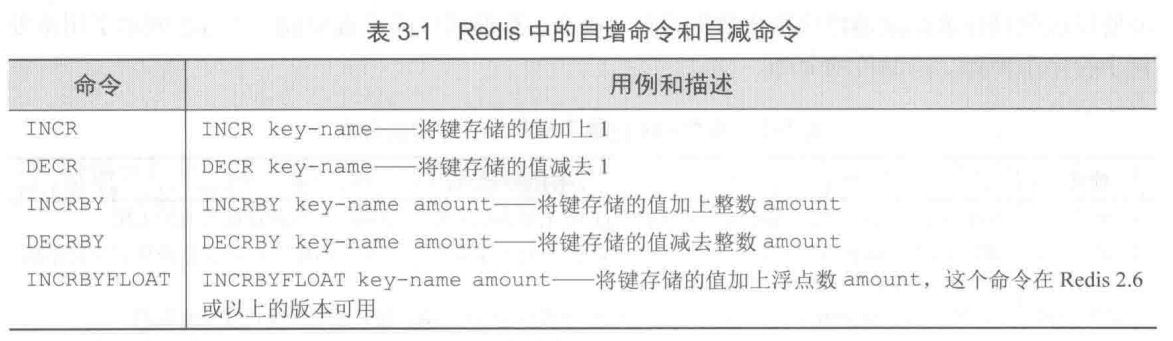 表 3-1 Redis 中的自增命令和自减命令
命令 用例和描述
INCR INCR key-name——将键存储的值加上 1
DECR DECR key-name——将键存储的值减去 1
INCRBY INCRBY key-name amount——将键存储的值加上整数 amount
DECRBY DECRBY key-name amount——将键存储的值减去整数 amount
INCRBYFLOAT INCRBYFLOAT key-name amount——将键存储的值加上浮点数 amount，这个命令在 Redis 2.6
或以上的版本可用